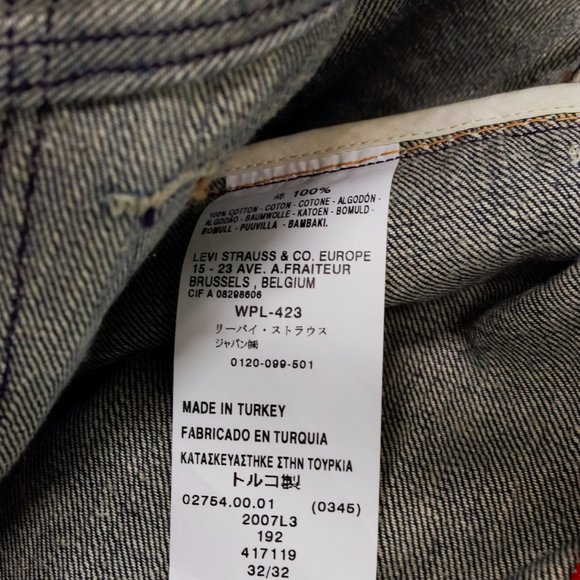 綿 100%
100% COTTON - COTON - COTONE - ALGODÓN -
ALGODÃO - BAUMWOLLE - KATOEN - BOMULD -
BOMULL - PUUVILLA - BAMBAKI.
LEVI STRAUSS & CO. EUROPE
15 - 23 AVE. A.FRAITEUR
BRUSSELS , BELGIUM
CIF A 08298606
WPL-423
リーバイ・ストラウス
ジャパン㈱
0120-099-501
MADE IN TURKEY
FABRICADO EN TURQUIA
ΚΑΤΑΣΚΕΥΑΣΤΗΚΕ ΣΤΗΝ ΤΟΥΡΚΙΑ
トルコ製
02754.00.01 (0345)
2007L3
192
417119
32/32